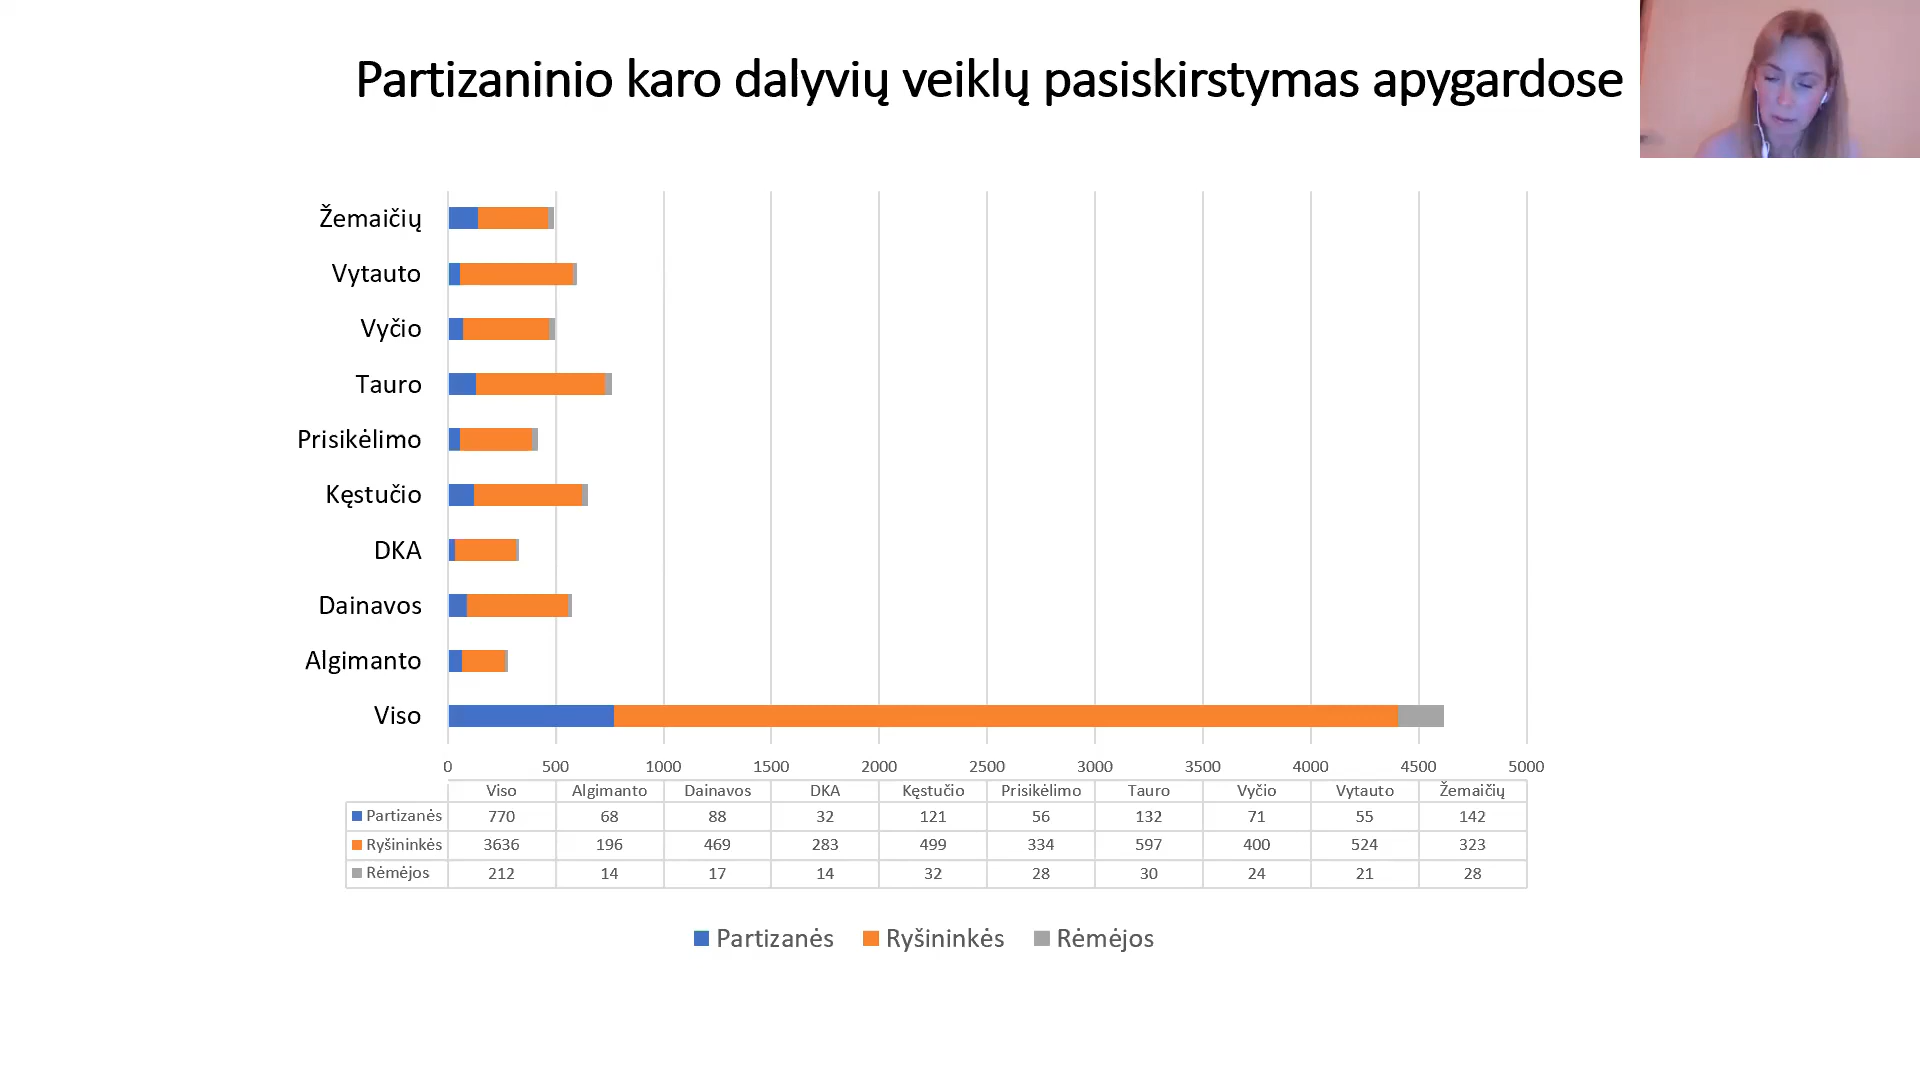 Partizaninio karo dalyvių veiklų pasiskirstymas apygardose
Žemaičių
Vytauto
Vyčio
Tauro
Prisikėlimo
Kęstučio
DKA
Dainavos
Algimanto
Viso
0 500 1000 1500 2000 2500 3000 3500 4000 4500 5000
Viso Algimanto Dainavos DKA Kęstučio Prisikėlimo Tauro Vyčio Vytauto Žemaičių
Partizanės 770 68 88 32 121 56 132 71 55 142
Ryšininkės 3636 196 469 283 499 334 597 400 524 323
Rėmėjos 212 14 17 14 32 28 30 24 21 28
Partizanės Ryšininkės Rėmėjos